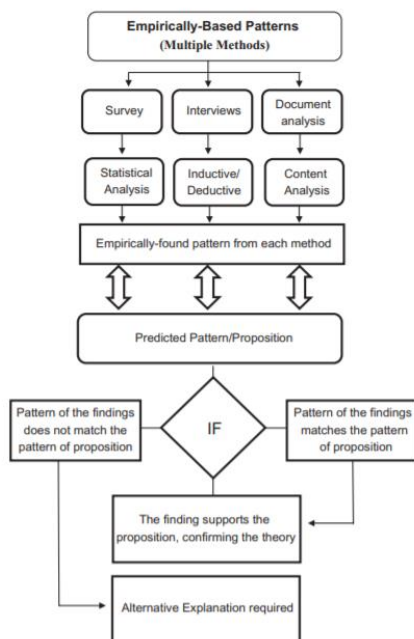 Empirically-Based Patterns
(Multiple Methods)
Survey
Interviews
Document
analysis
Statistical
Analysis
Inductive/
Deductive
Content
Analysis
Empirically-found pattern from each method
Predicted Pattern/Proposition
Pattern of the findings
does not match the
pattern of proposition
IF
Pattern of the findings
matches the pattern
of proposition
The finding supports the
proposition, confirming the theory
Alternative Explanation required